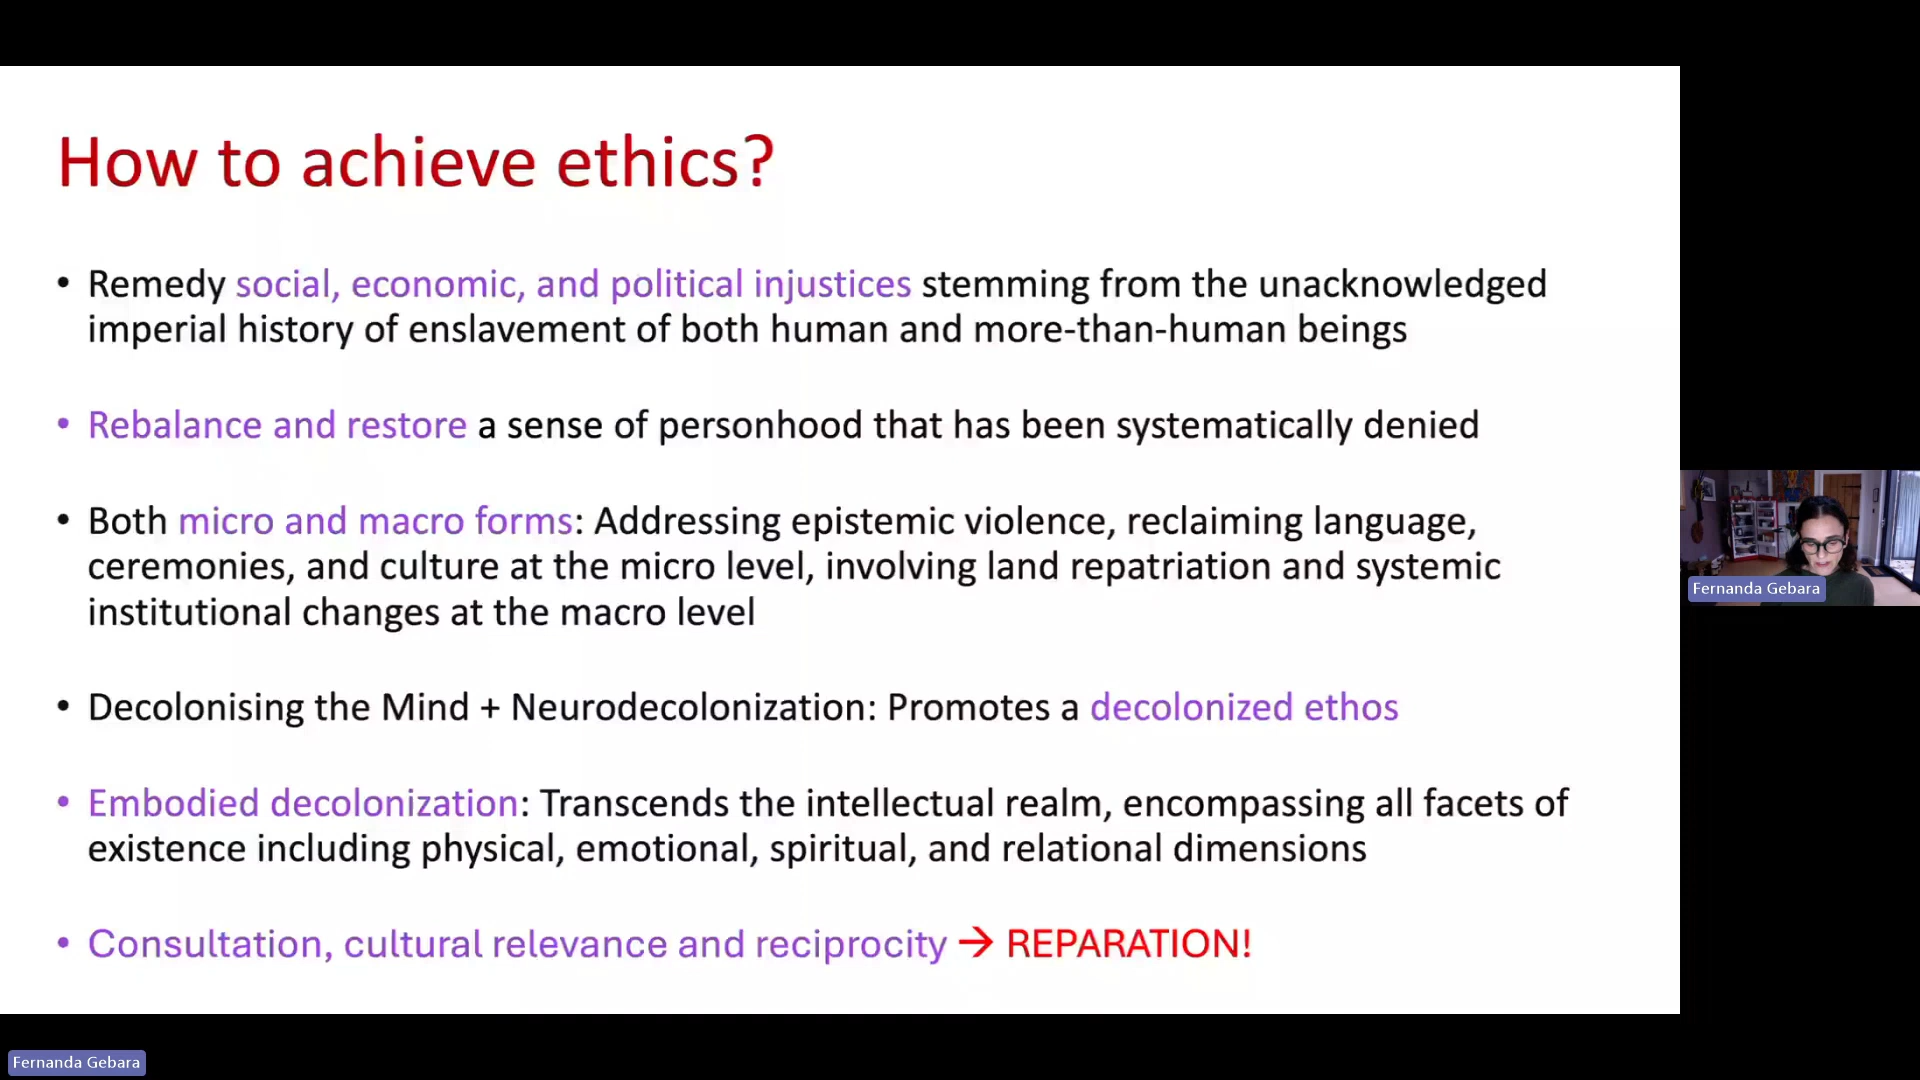 How to achieve ethics?
• Remedy social, economic, and political injustices stemming from the unacknowledged
imperial history of enslavement of both human and more-than-human beings
• Rebalance and restore a sense of personhood that has been systematically denied
• Both micro and macro forms: Addressing epistemic violence, reclaiming language,
ceremonies, and culture at the micro level, involving land repatriation and systemic
institutional changes at the macro level
• Decolonising the Mind + Neurodecolonization: Promotes a decolonized ethos
• Embodied decolonization: Transcends the intellectual realm, encompassing all facets of
existence including physical, emotional, spiritual, and relational dimensions
• Consultation, cultural relevance and reciprocity → REPARATION!
Fernanda Gebara
Fernanda Gebara